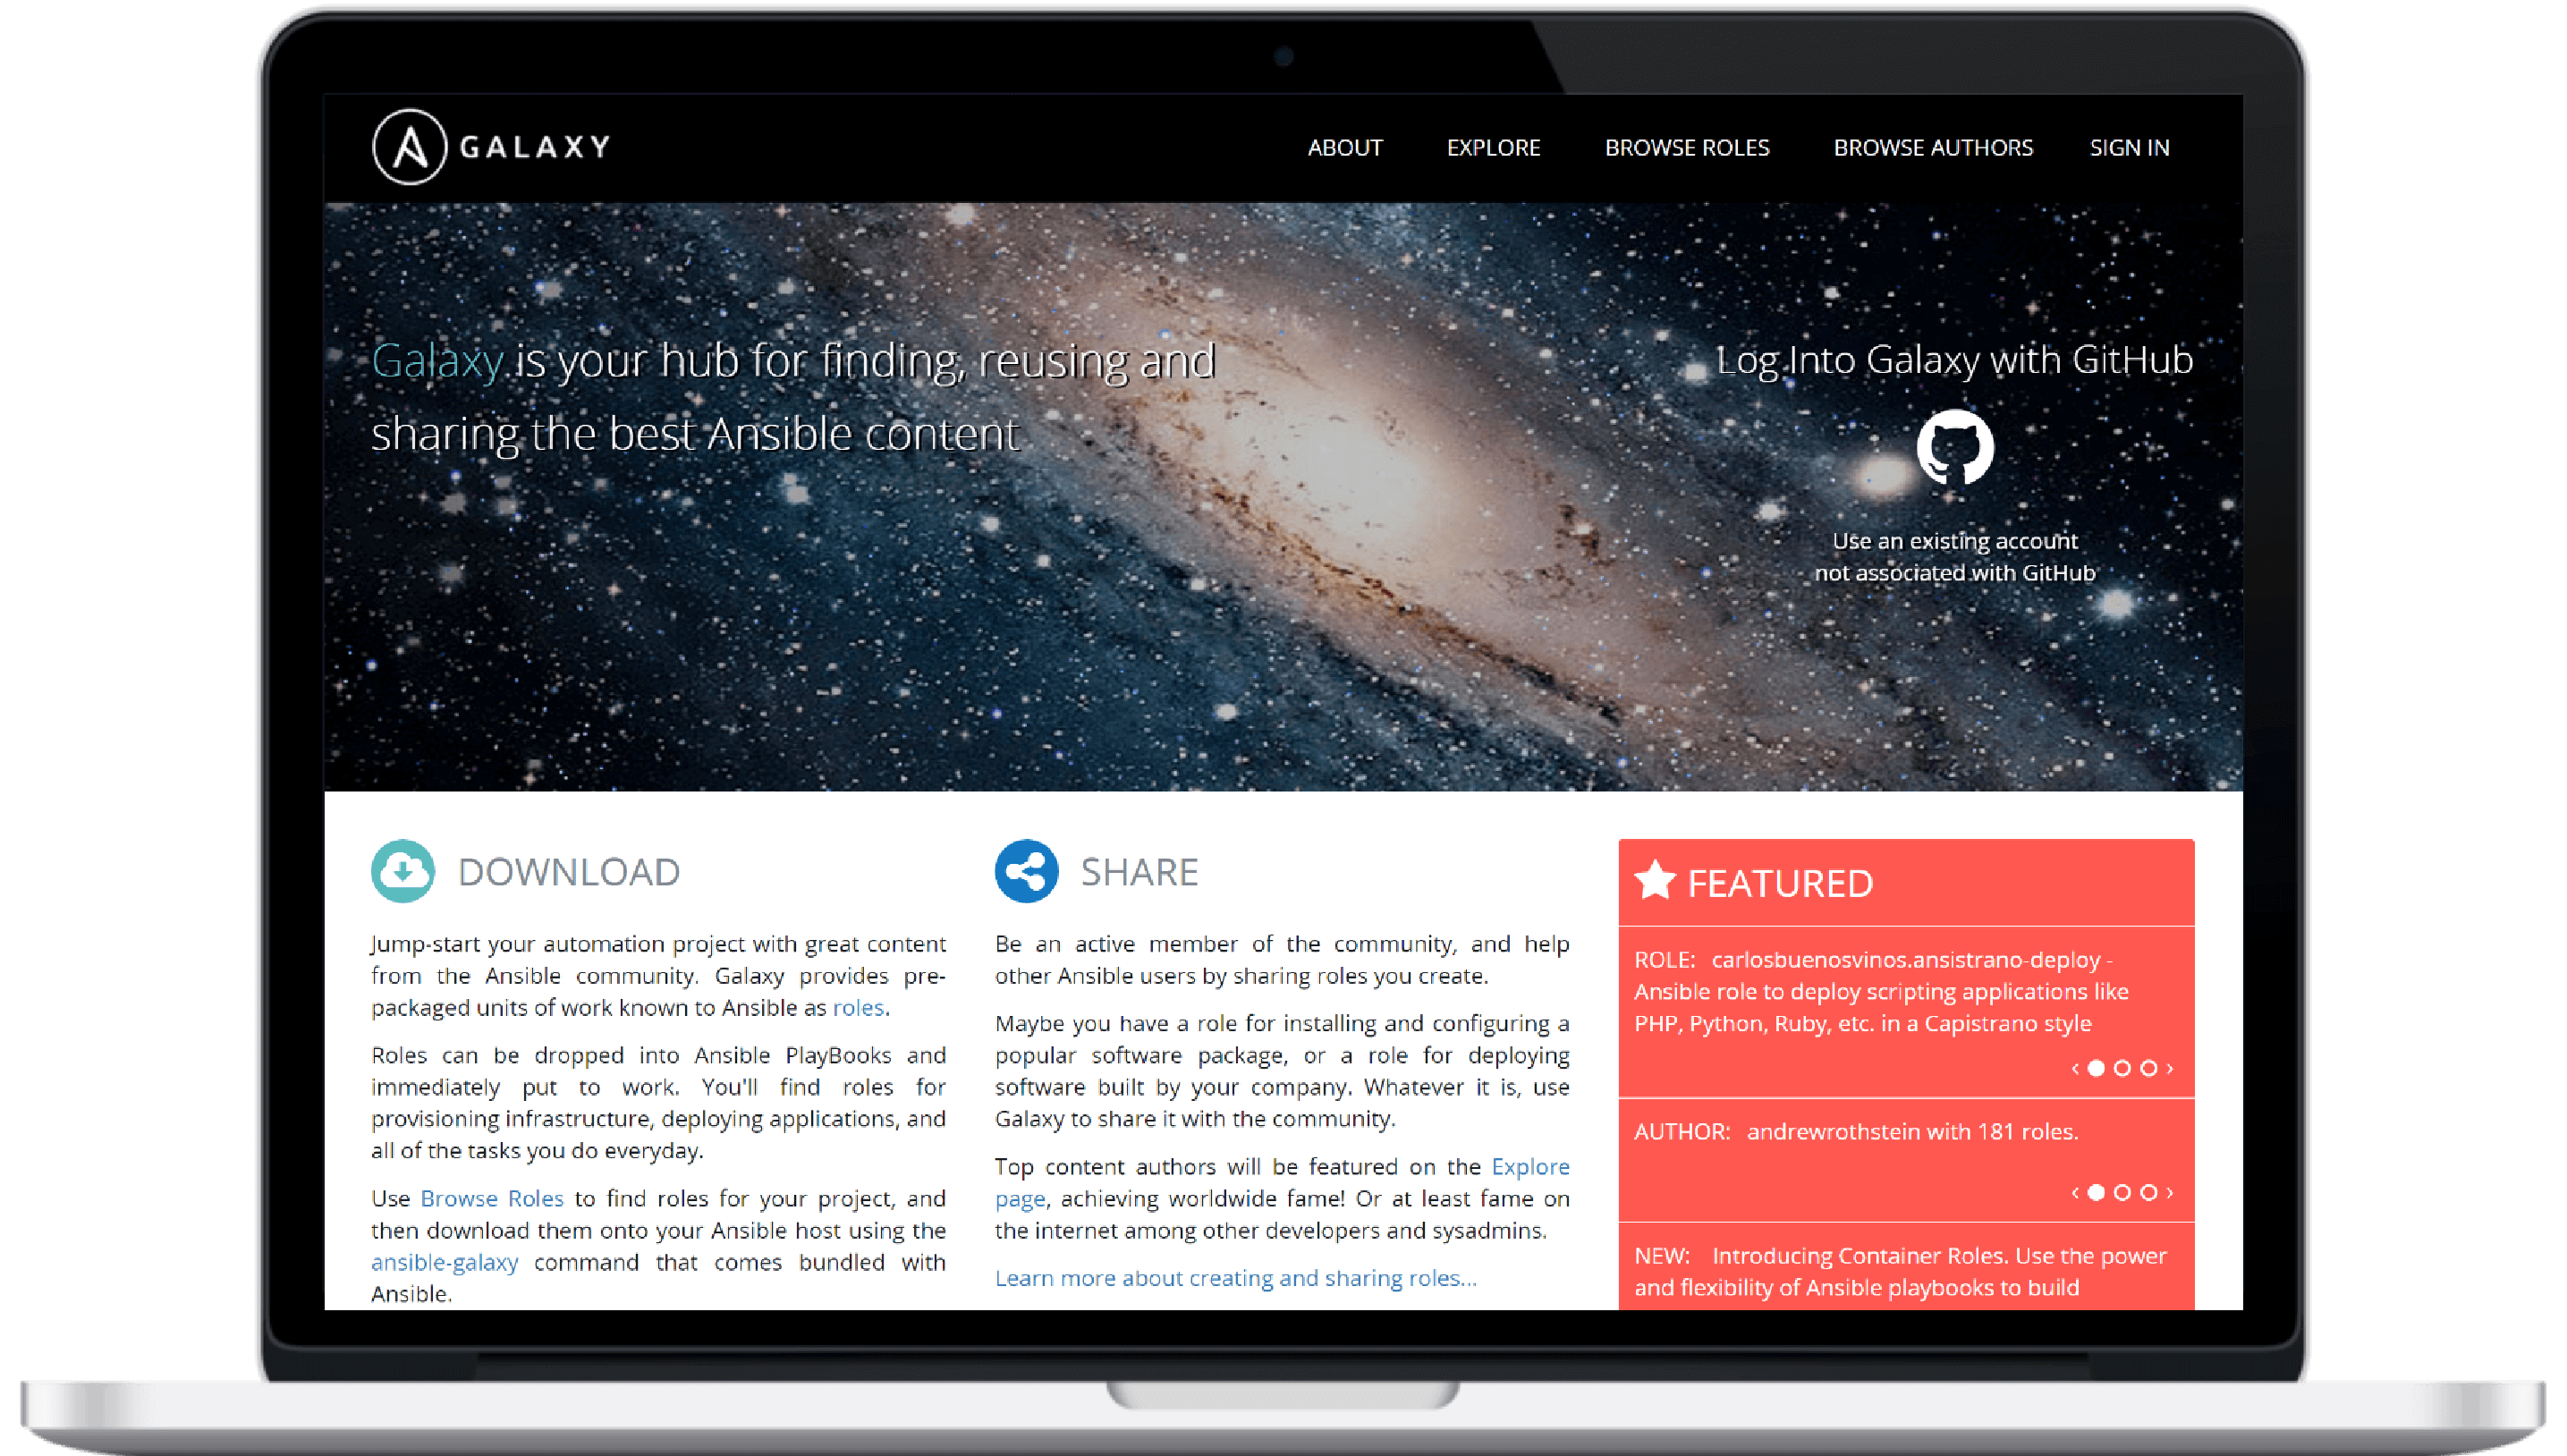 GALAXY
ABOUT EXPLORE BROWSE ROLES BROWSE AUTHORS SIGN IN
Galaxy is your hub for finding, reusing and
sharing the best Ansible content
Log Into Galaxy with GitHub
Use an existing account
not associated with GitHub
DOWNLOAD
Jump-start your automation project with great content
from the Ansible community. Galaxy provides pre-
packaged units of work known to Ansible as roles.
Roles can be dropped into Ansible PlayBooks and
immediately put to work. You'll find roles for
provisioning infrastructure, deploying applications, and
all of the tasks you do everyday.
Use Browse Roles to find roles for your project, and
then download them onto your Ansible host using the
ansible-galaxy command that comes bundled with
Ansible.
SHARE
Be an active member of the community, and help
other Ansible users by sharing roles you create.
Maybe you have a role for installing and configuring a
popular software package, or a role for deploying
software built by your company. Whatever it is, use
Galaxy to share it with the community.
Top content authors will be featured on the Explore
page, achieving worldwide fame! Or at least fame on
the internet among other developers and sysadmins.
Learn more about creating and sharing roles...
FEATURED
ROLE: carlosbuenosvinos.ansistrano-deploy -
Ansible role to deploy scripting applications like
PHP, Python, Ruby, etc. in a Capistrano style
AUTHOR: andrewrothstein with 181 roles.
NEW: Introducing Container Roles. Use the power
and flexibility of Ansible playbooks to build